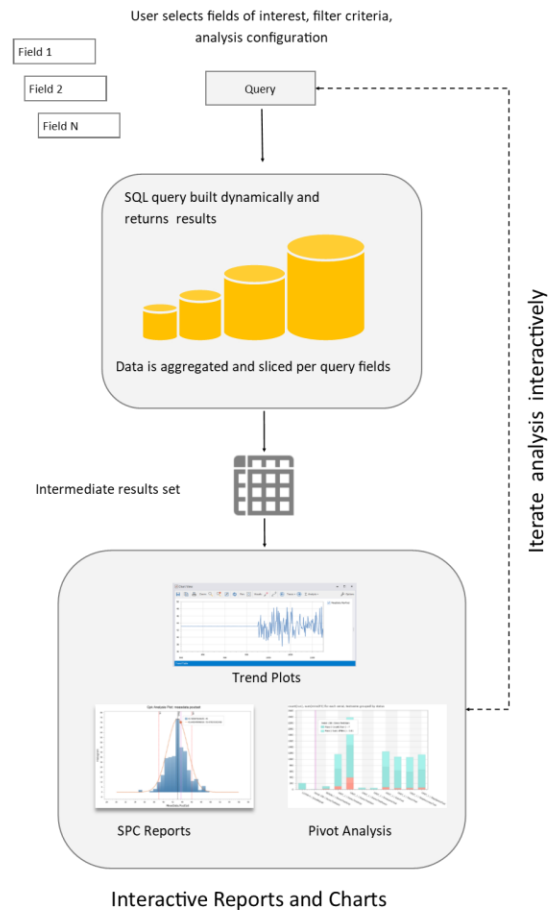 User selects fields of interest, filter criteria,
analysis configuration
Field 1
Field 2
Field N
Query
SQL query built dynamically and
returns results
Data is aggregated and sliced per query fields
Intermediate results set
Iterate analysis interactively
Trend Plots
SPC Reports
Pivot Analysis
Interactive Reports and Charts